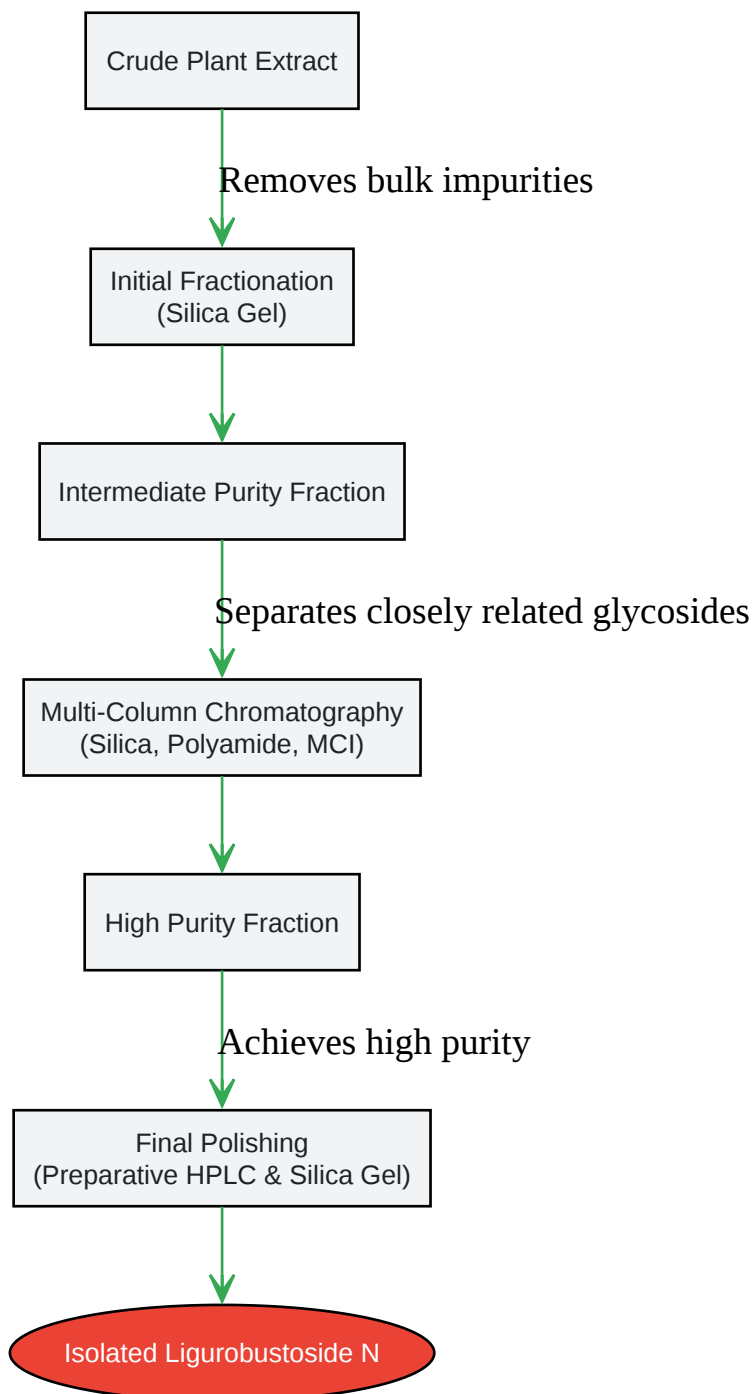 Crude Plant Extract
Removes bulk impurities
Initial Fractionation
(Silica Gel)
Intermediate Purity Fraction
Separates closely related glycosides
Multi-Column Chromatography
(Silica, Polyamide, MCI)
High Purity Fraction
Achieves high purity
Final Polishing
(Preparative HPLC & Silica Gel)
Isolated Ligurobustoside N